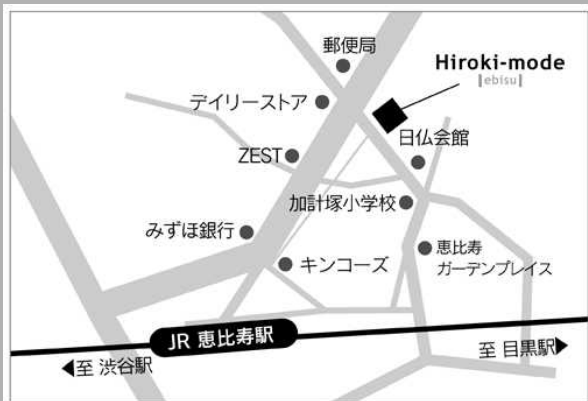 郵便局
Hiroki-mode
[ebisu]
デイリーストア
日仏会館
ZEST
加計塚小学校
みずほ銀行
キンコーズ
恵比寿
ガーデンプレイス
JR 恵比寿駅
至 渋谷駅
至 目黒駅